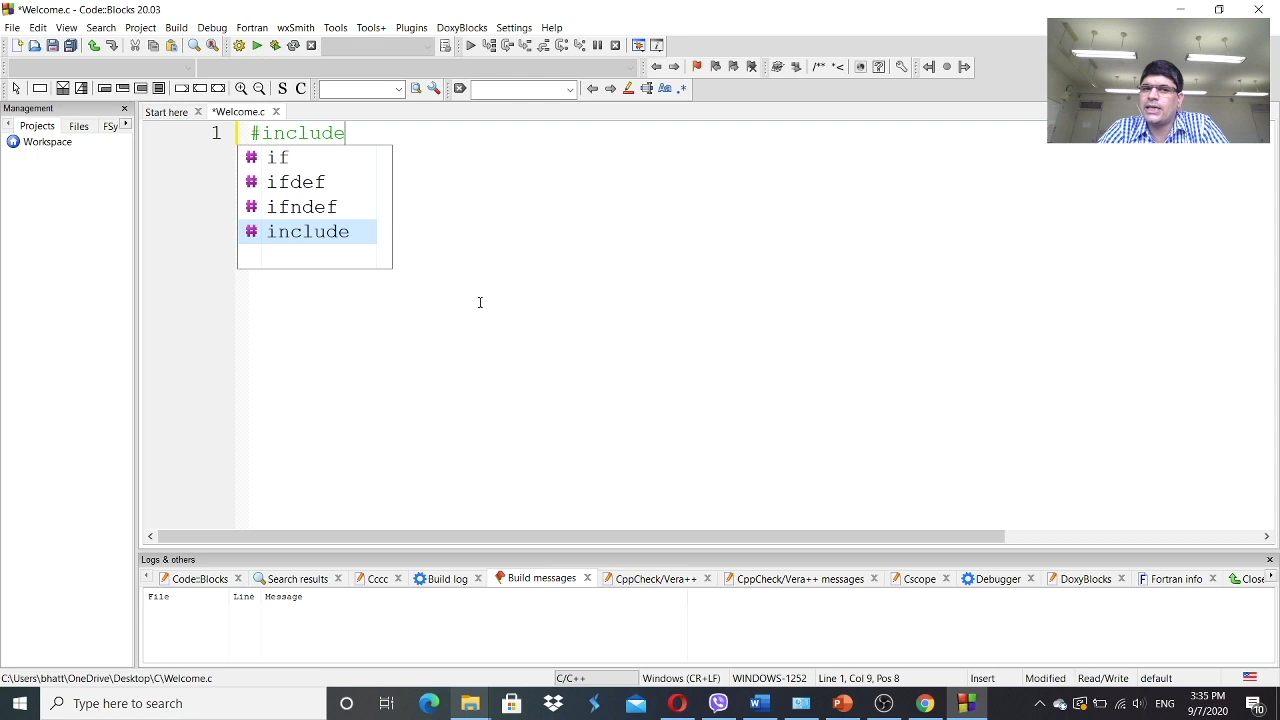 *Welcome.c - Code::Blocks 20.03
File Edit View Search Project Build Debug Fortran wxSmith Tools Tools+ Plugins DoxyBlocks Settings Help
/** *<
S C
Aa .*
Management
Projects Files FSy
Workspace
Start here *Welcome.c
1 #include
# if
# ifdef
# ifndef
# include
Logs & others
Code::Blocks Search results Cccc Build log Build messages CppCheck/Vera++ CppCheck/Vera++ messages Cscope Debugger DoxyBlocks Fortran info Close
File Line Message
C:\Users\bhatt\OneDrive\Desktop\C\Welcome.c C/C++ Windows (CR+LF) WINDOWS-1252 Line 1, Col 9, Pos 8 Insert Modified Read/Write default
Type here to search
ENG
3:35 PM
9/7/2020
10